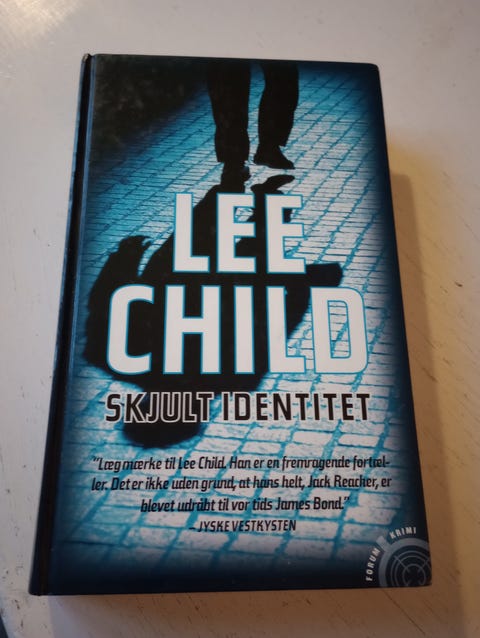 LEE
CHILD
SKJULT IDENTITET
"Læg mærke til Lee Child. Han er en fremragende fortæl-
ler. Det er ikke uden grund, at hans helt, Jack Reacher, er
blevet udråbt til vor tids James Bond."
– JYSKE VESTKYSTEN
FORUM KRIMI